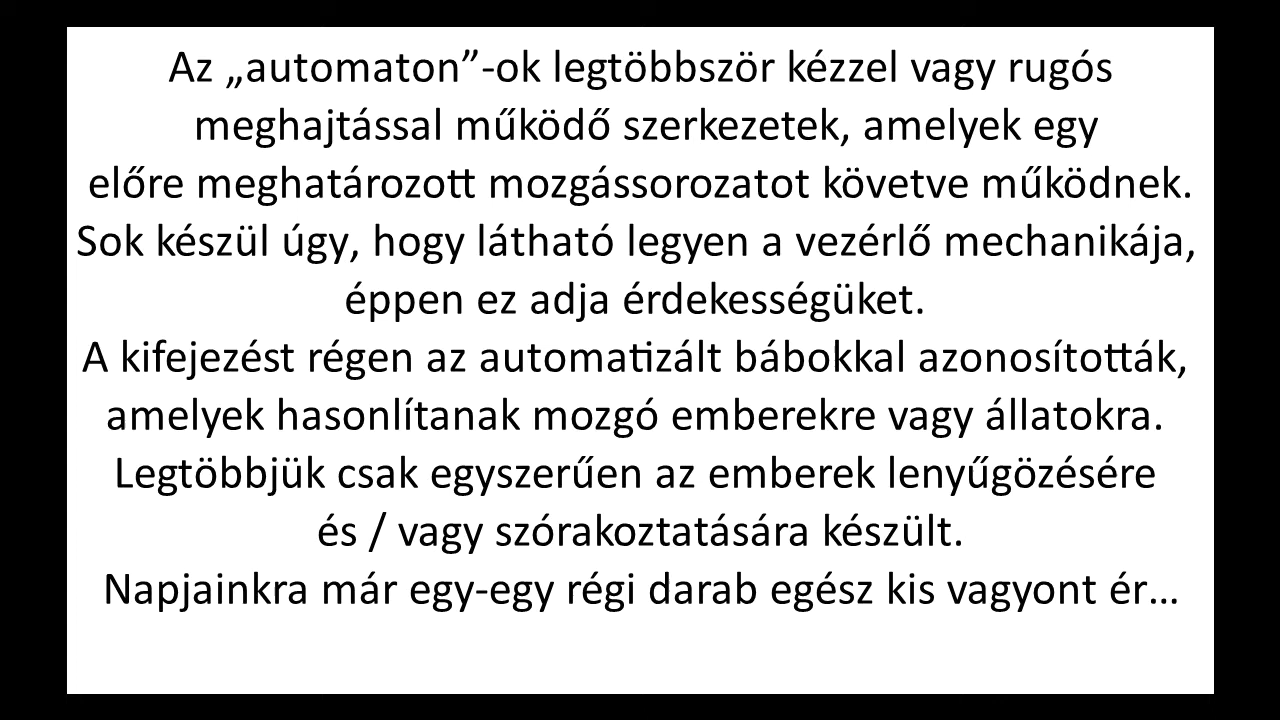 Az „automaton”-ok legtöbbször kézzel vagy rugós
meghajtással működő szerkezetek, amelyek egy
előre meghatározott mozgássorozatot követve működnek.
Sok készül úgy, hogy látható legyen a vezérlő mechanikája,
éppen ez adja érdekességüket.
A kifejezést régen az automatizált bábokkal azonosították,
amelyek hasonlítanak mozgó emberekre vagy állatokra.
Legtöbbjük csak egyszerűen az emberek lenyűgözésére
és / vagy szórakoztatására készült.
Napjainkra már egy-egy régi darab egész kis vagyont ér...